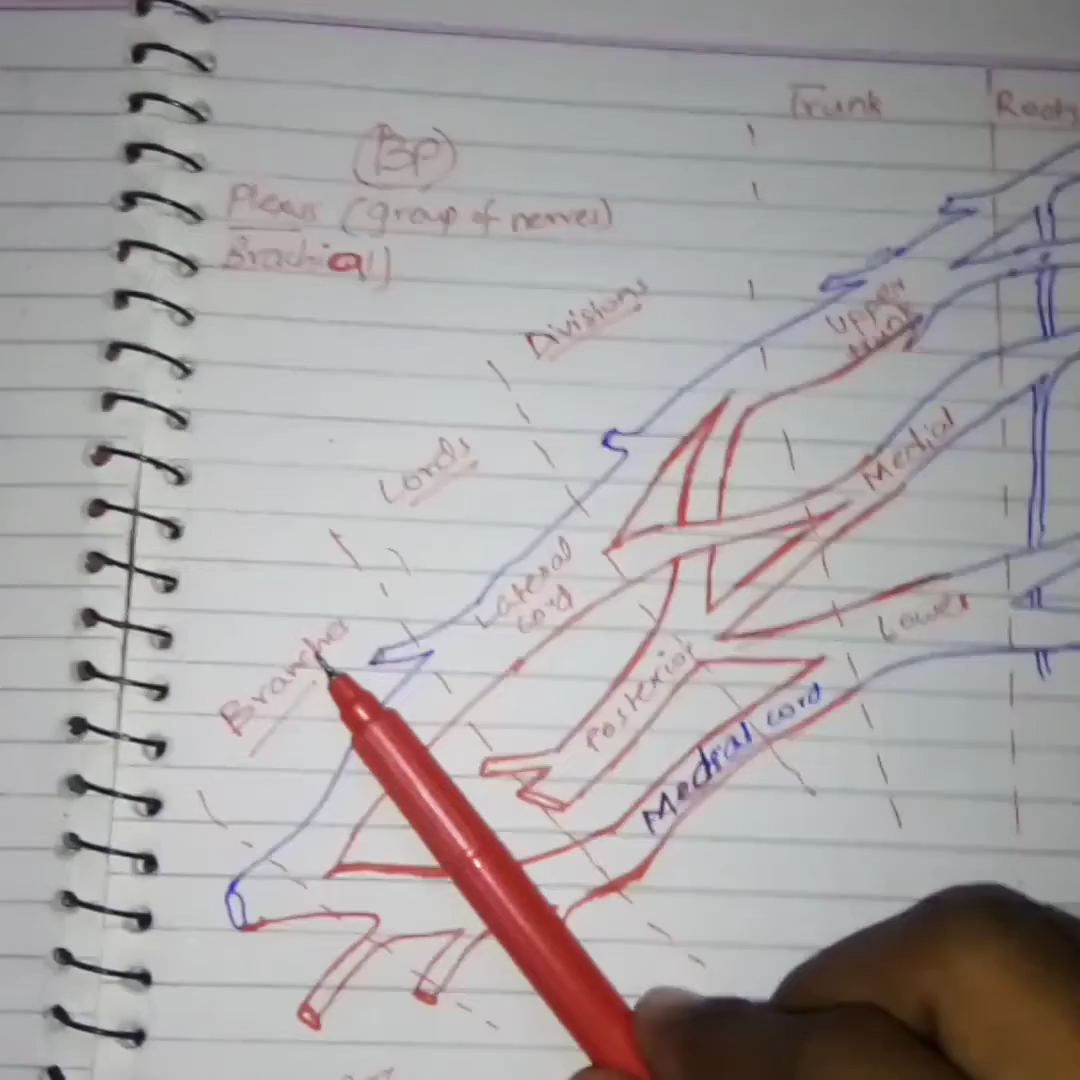 Trunk
Roots
(BP)
Plexus (group of nerves)
Brachial)
Divisions
Upper
trunk
Cords
Medial
Lateral
cord
Lower
Branches
Posterior
Medial cord